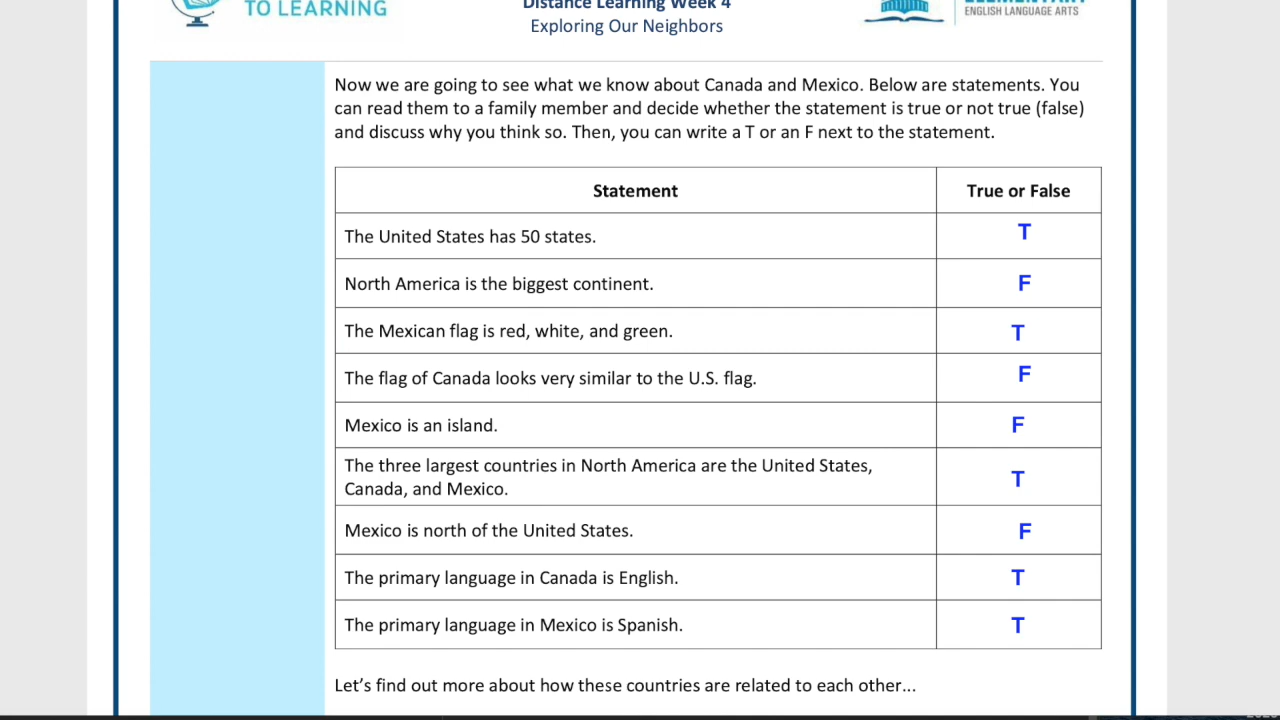 TO LEARNING
Distance Learning Week 4
Exploring Our Neighbors
ELEMENTARY
ENGLISH LANGUAGE ARTS
Now we are going to see what we know about Canada and Mexico. Below are statements. You
can read them to a family member and decide whether the statement is true or not true (false)
and discuss why you think so. Then, you can write a T or an F next to the statement.
Statement True or False
The United States has 50 states. T
North America is the biggest continent. F
The Mexican flag is red, white, and green. T
The flag of Canada looks very similar to the U.S. flag. F
Mexico is an island. F
The three largest countries in North America are the United States,
Canada, and Mexico. T
Mexico is north of the United States. F
The primary language in Canada is English. T
The primary language in Mexico is Spanish. T
Let's find out more about how these countries are related to each other...